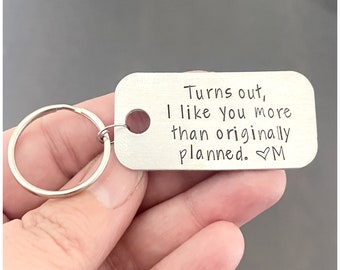 Turns out,
I like you more
than originally
planned. ♡M